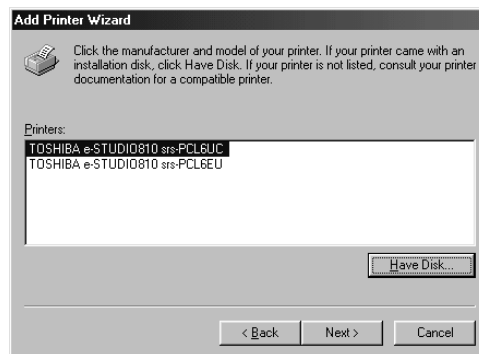 Add Printer Wizard
Click the manufacturer and model of your printer. If your printer came with an
installation disk, click Have Disk. If your printer is not listed, consult your printer
documentation for a compatible printer.
Printers:
TOSHIBA e-STUDIO810 srs-PCL6UC
TOSHIBA e-STUDIO810 srs-PCL6EU
Have Disk...
< Back Next > Cancel